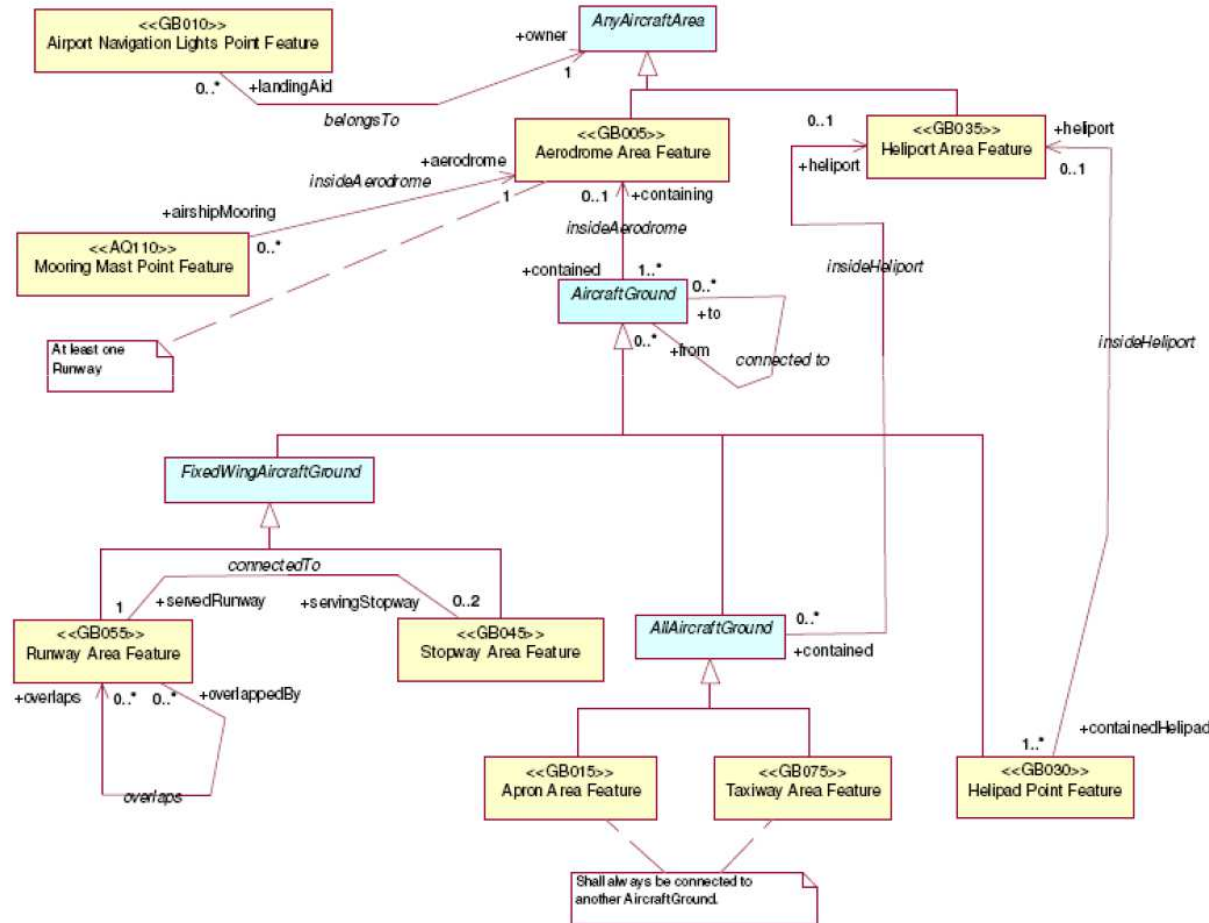 <<GB010>>
Airport Navigation Lights Point Feature
AnyAircraftArea
+owner
1
0..*
+landingAid
belongsTo
<<GB005>>
Aerodrome Area Feature
0..1
<<GB035>>
Heliport Area Feature
+heliport
0..1
+heliport
+aerodrome
insideAerodrome
1
0..1
+containing
+airshipMooring
0..*
<<AQ110>>
Mooring Mast Point Feature
insideAerodrome
+contained
1..*
AircraftGround
0..*
+to
0..*
+from
connected to
insideHeliport
insideHeliport
At least one
Runway
FixedWingAircraftGround
connectedTo
1
+servedRunway
+servingStopway
0..2
<<GB055>>
Runway Area Feature
<<GB045>>
Stopway Area Feature
AllAircraftGround
0..*
+contained
+overlaps
0..*
0..*
+overlappedBy
overlaps
+containedHelipad
1..*
<<GB015>>
Apron Area Feature
<<GB075>>
Taxiway Area Feature
<<GB030>>
Helipad Point Feature
Shall always be connected to
another AircraftGround.